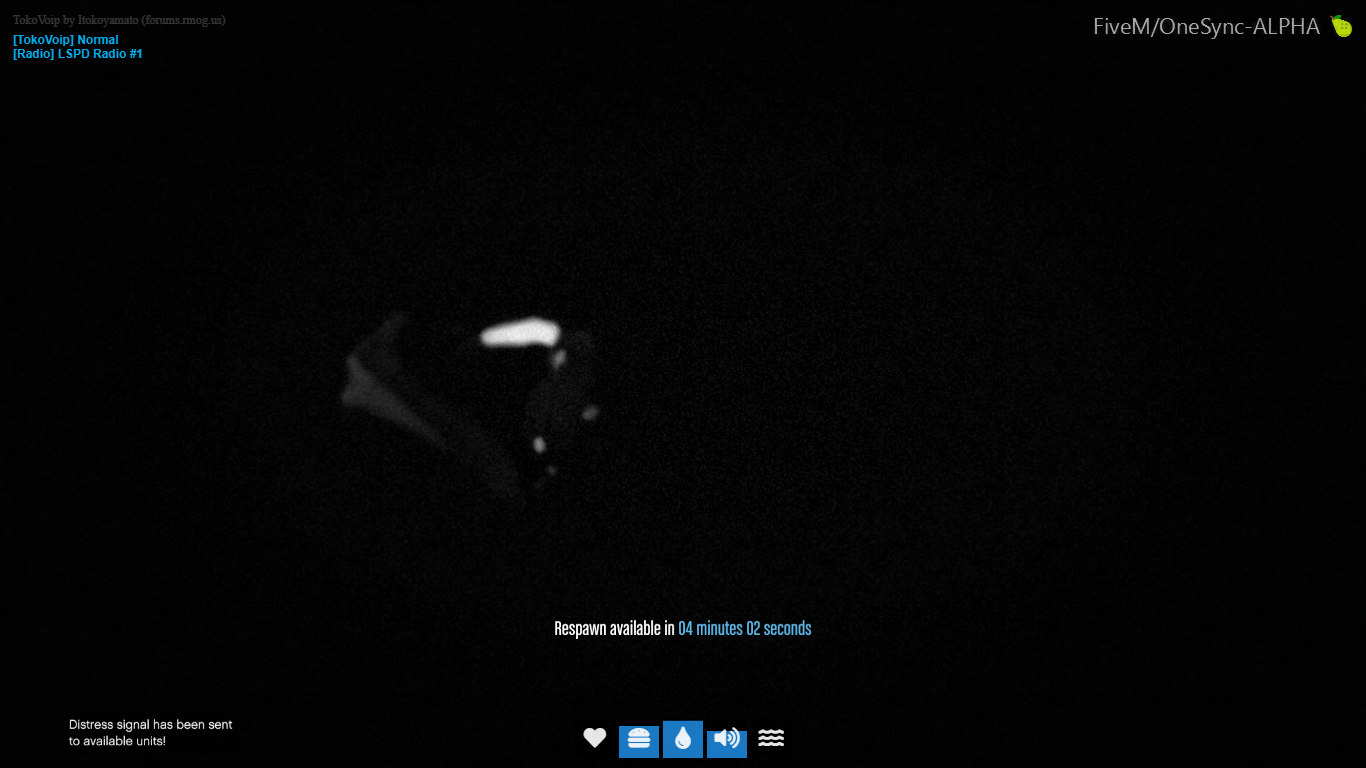 TokoVoip by Itokoyamato (forums.rmog.us)
[TokoVoip] Normal
[Radio] LSPD Radio #1
FiveM/OneSync-ALPHA
Respawn available in 04 minutes 02 seconds
Distress signal has been sent
to available units!